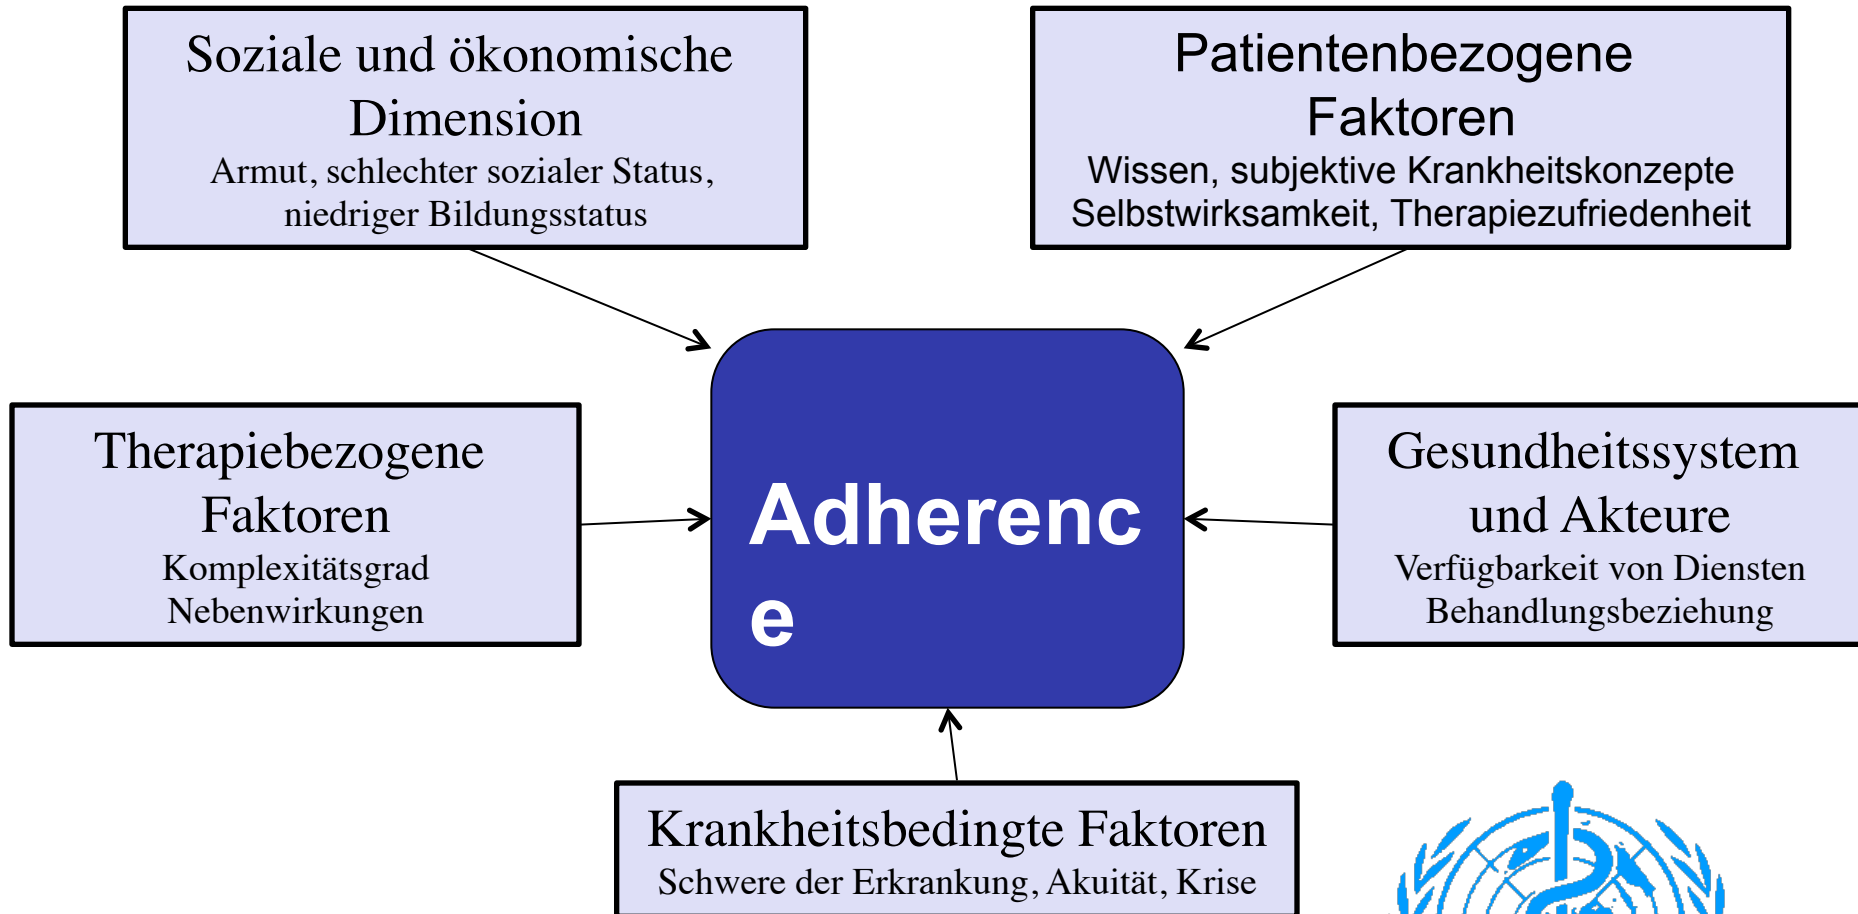 Soziale und ökonomische
Dimension
Armut, schlechter sozialer Status,
niedriger Bildungsstatus
Patientenbezogene
Faktoren
Wissen, subjektive Krankheitskonzepte
Selbstwirksamkeit, Therapiezufriedenheit
Therapiebezogene
Faktoren
Komplexitätsgrad
Nebenwirkungen
Adherenc
e
Gesundheitssystem
und Akteure
Verfügbarkeit von Diensten
Behandlungsbeziehung
Krankheitsbedingte Faktoren
Schwere der Erkrankung, Akuität, Krise